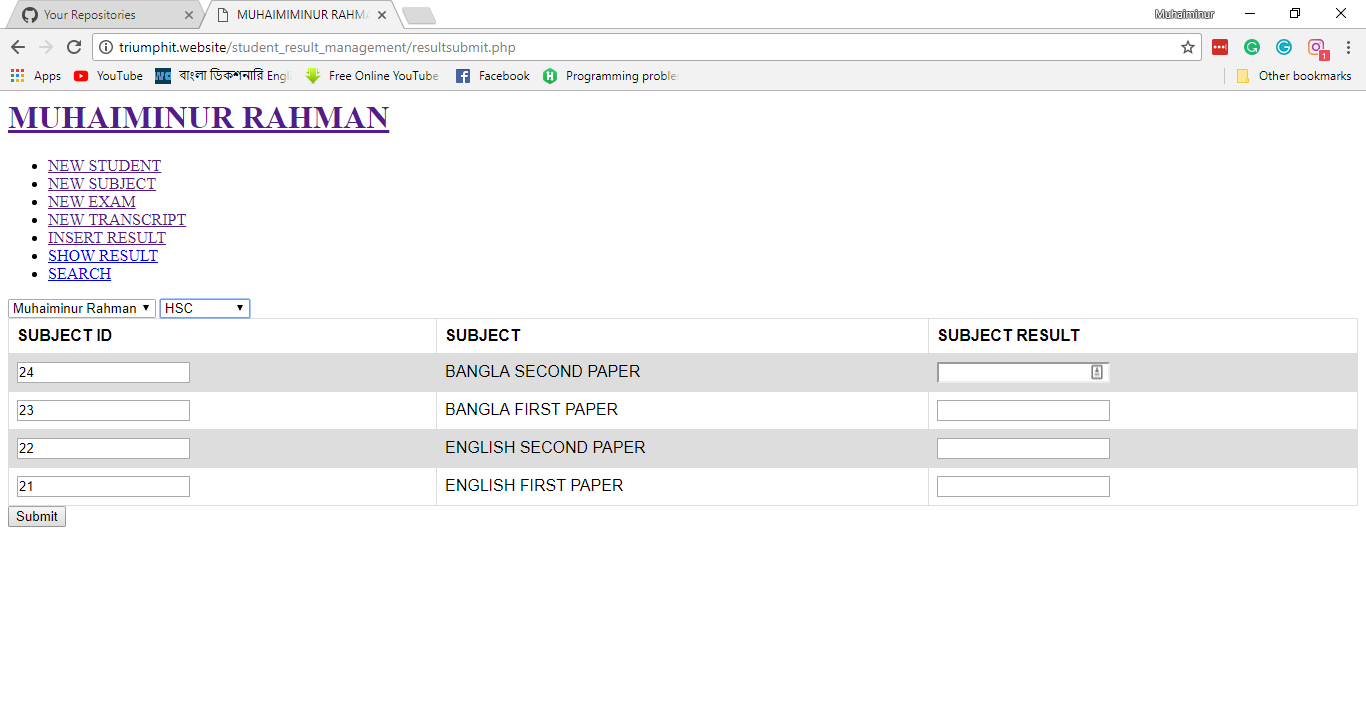 Your Repositories
MUHAIMIMINUR RAHMA
Muhaiminur
triumphit.website/student_result_management/resultsubmit.php
1
Apps YouTube বাংলা ডিকশনারি Engli Free Online YouTube Facebook Programming proble Other bookmarks
MUHAIMINUR RAHMAN
NEW STUDENT
NEW SUBJECT
NEW EXAM
NEW TRANSCRIPT
INSERT RESULT
SHOW RESULT
SEARCH
Muhaiminur Rahman HSC
SUBJECT ID SUBJECT SUBJECT RESULT
24 BANGLA SECOND PAPER
23 BANGLA FIRST PAPER
22 ENGLISH SECOND PAPER
21 ENGLISH FIRST PAPER
Submit